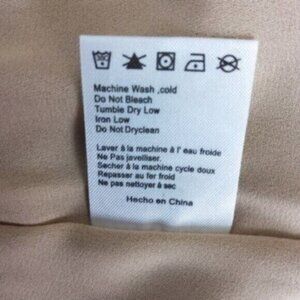 Machine Wash ,cold
Do Not Bleach
Tumble Dry Low
Iron Low
Do Not Dryclean
Laver à la machine à l' eau froide
Ne Pas javelliser.
Secher à la machine cycle doux
Repasser au fer froid
Ne pas nettoyer à sec
Hecho en China